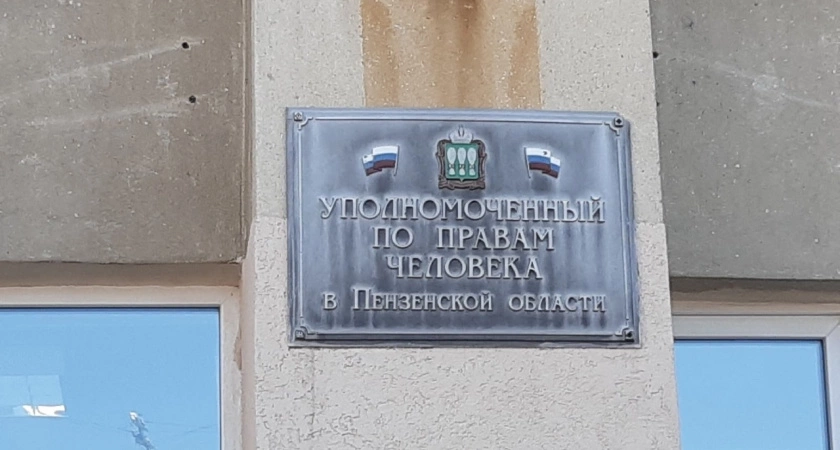 УПОЛНОМОЧЕННЫЙ
ПО ПРАВАМ
ЧЕЛОВЕКА
В ПЕНЗЕНСКОЙ ОБЛАСТИ